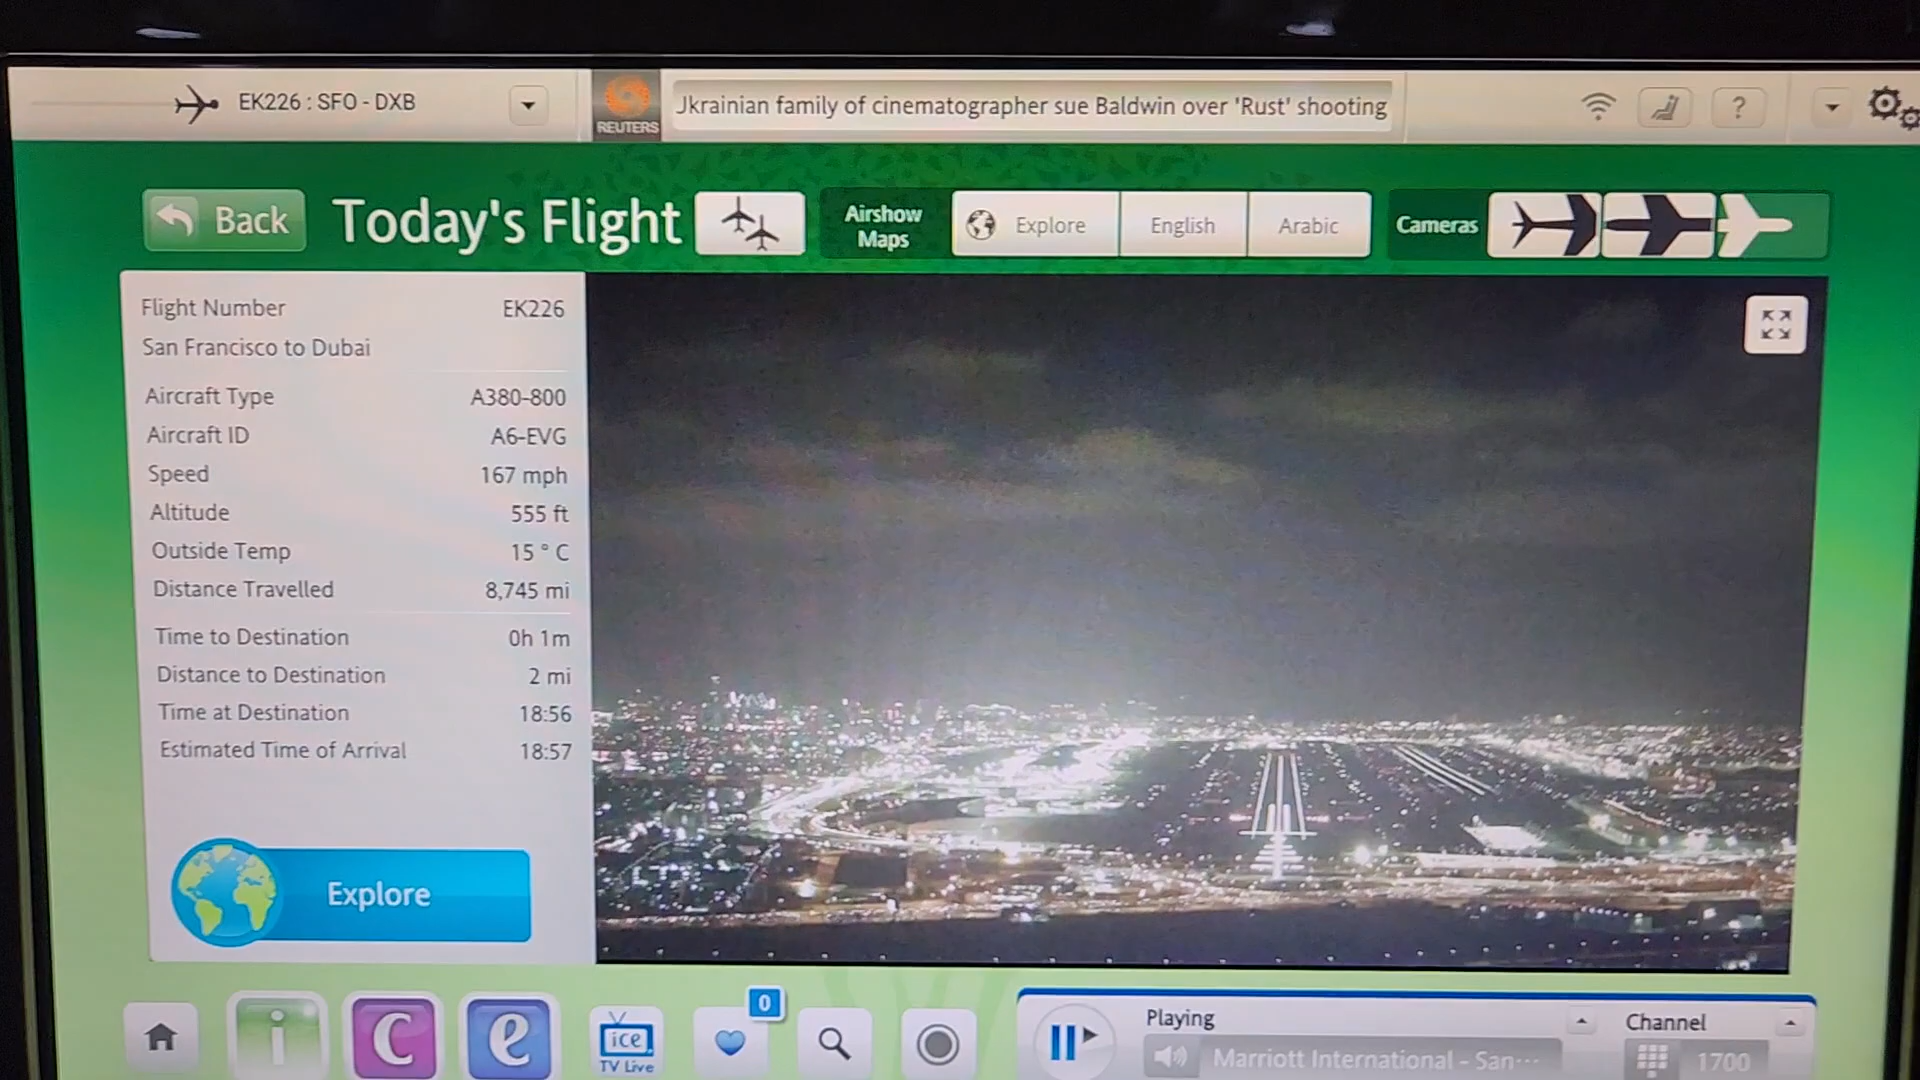 EK226 : SFO - DXB
REUTERS
Jkrainian family of cinematographer sue Baldwin over 'Rust' shooting
?
Back
Today's Flight
Airshow
Maps
Explore
English
Arabic
Cameras
Flight Number EK226
San Francisco to Dubai
Aircraft Type A380-800
Aircraft ID A6-EVG
Speed 167 mph
Altitude 555 ft
Outside Temp 15 ° C
Distance Travelled 8,745 mi
Time to Destination 0h 1m
Distance to Destination 2 mi
Time at Destination 18:56
Estimated Time of Arrival 18:57
Explore
i
C
e
ice
TV Live
0
Playing
Marriott International - San...
Channel
1700